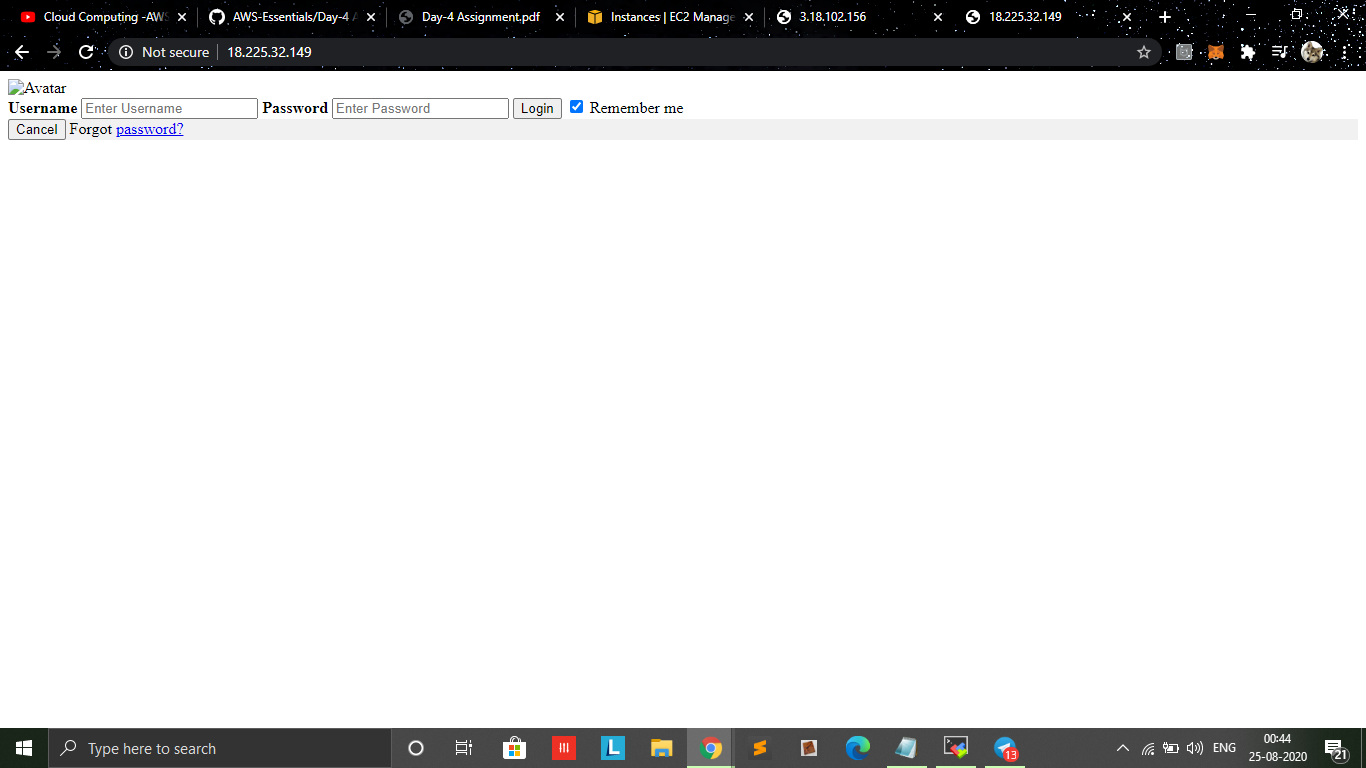 Cloud Computing -AWS
AWS-Essentials/Day-4 A
Day-4 Assignment.pdf
Instances | EC2 Manage
3.18.102.156
18.225.32.149
Not secure
18.225.32.149
Avatar
Username Enter Username Password Enter Password Login Remember me
Cancel Forgot password?
Type here to search
L
13
ENG
00:44
25-08-2020
21